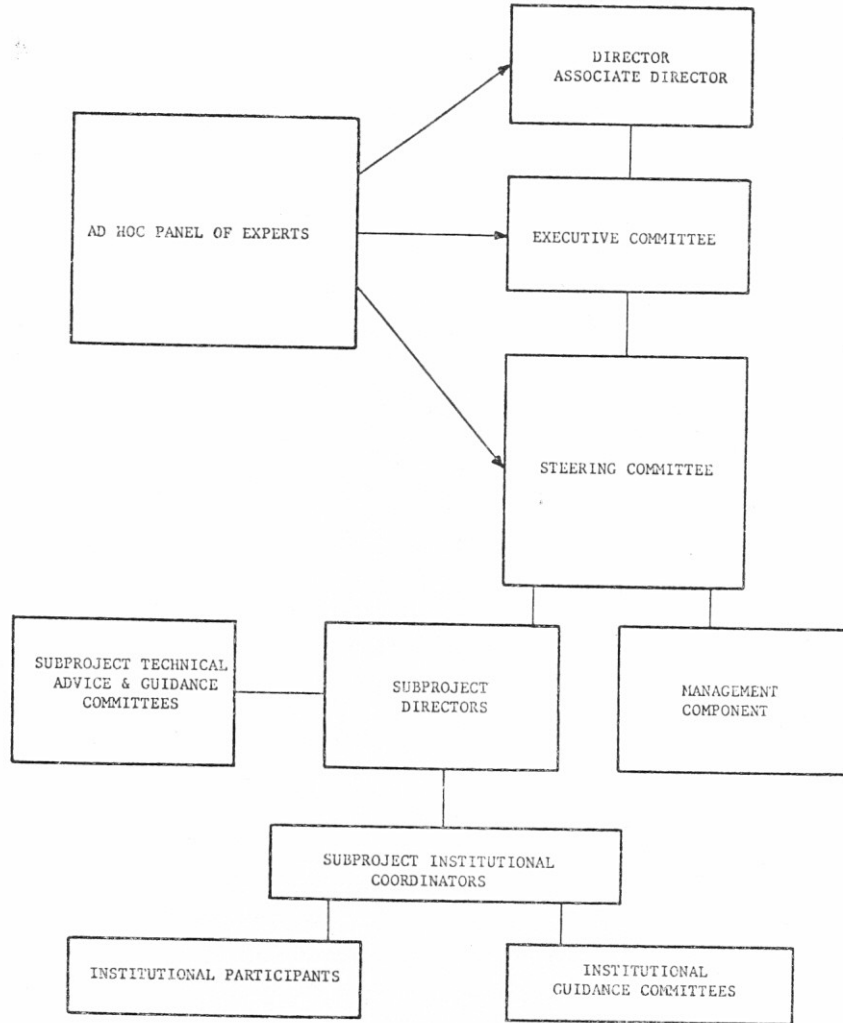 DIRECTOR
ASSOCIATE DIRECTOR
AD HOC PANEL OF EXPERTS
EXECUTIVE COMMITTEE
STEERING COMMITTEE
SUBPROJECT TECHNICAL
ADVICE & GUIDANCE
COMMITTEES
SUBPROJECT
DIRECTORS
MANAGEMENT
COMPONENT
SUBPROJECT INSTITUTIONAL
COORDINATORS
INSTITUTIONAL PARTICIPANTS
INSTITUTIONAL
GUIDANCE COMMITTEES